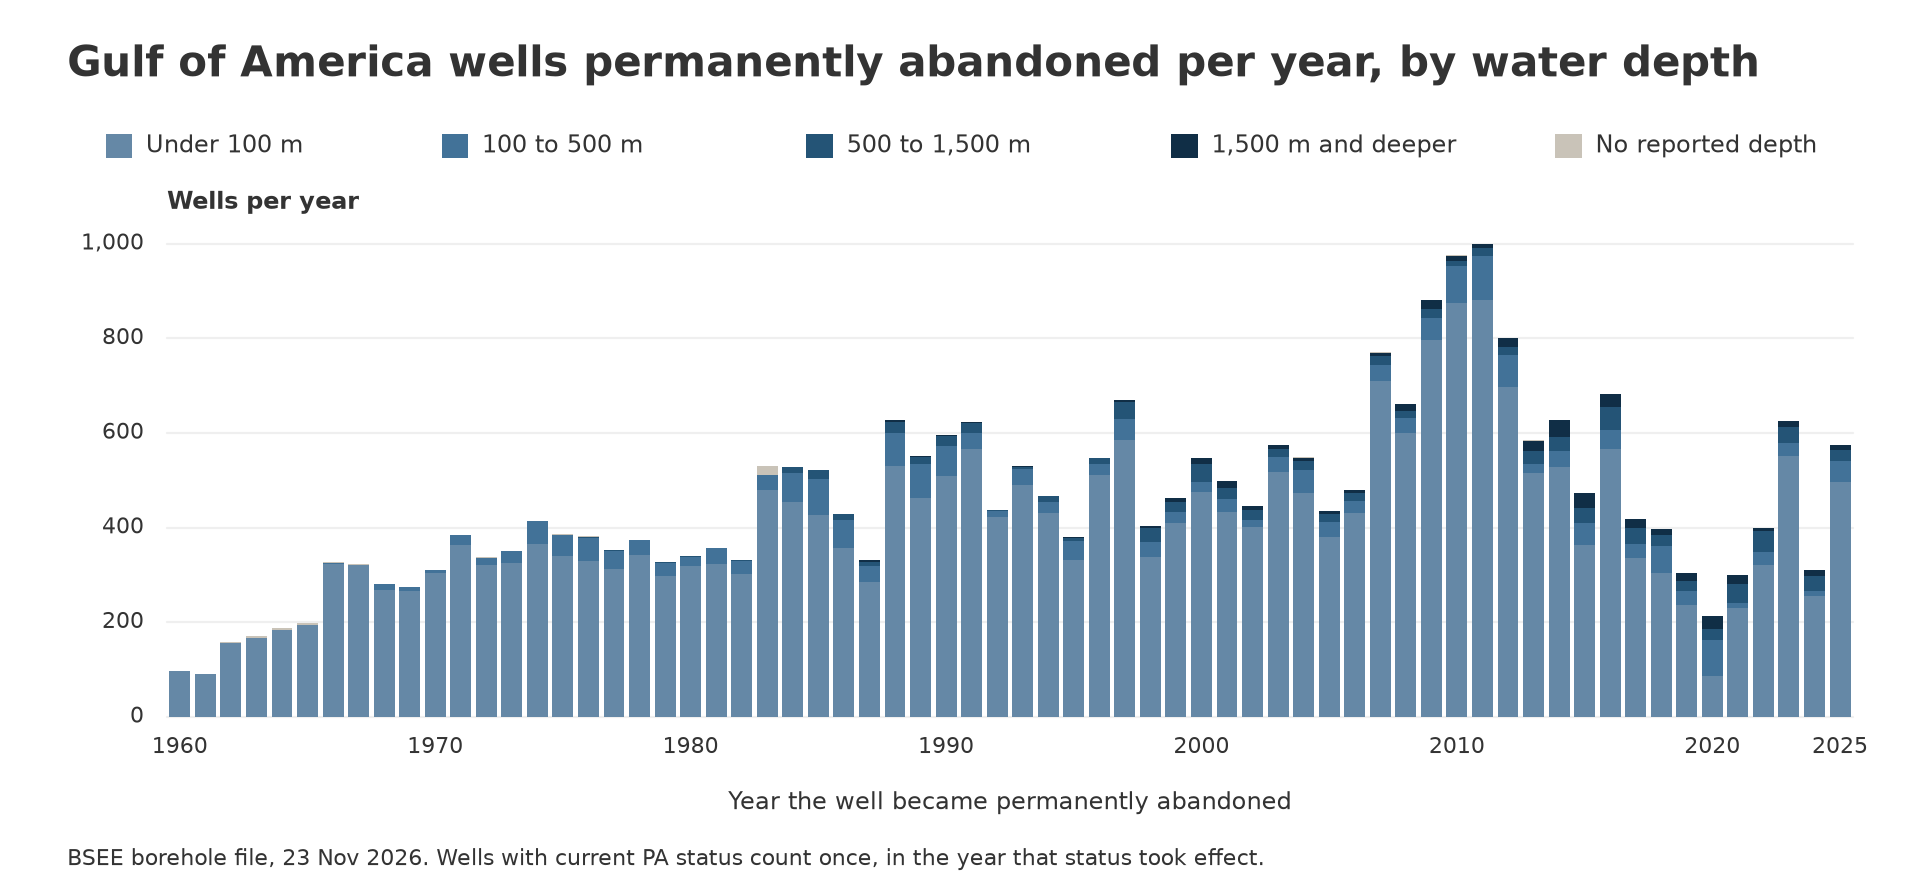 Gulf of America wells permanently abandoned per year, by water depth
Under 100 m
100 to 500 m
500 to 1,500 m
1,500 m and deeper
No reported depth
Wells per year
1,000
800
600
400
200
0
1960
1970
1980
1990
2000
2010
2020
2025
Year the well became permanently abandoned
BSEE borehole file, 23 Nov 2026. Wells with current PA status count once, in the year that status took effect.